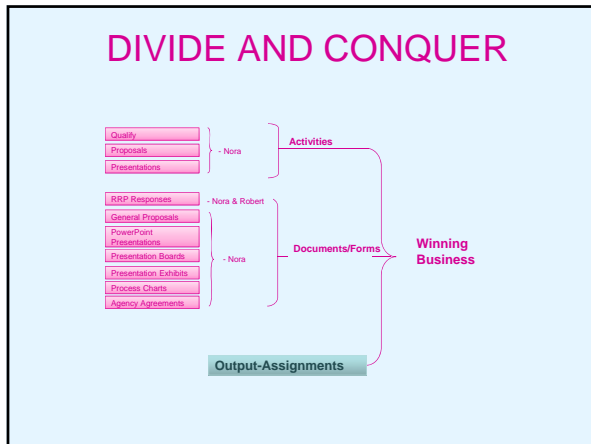 DIVIDE AND CONQUER
Qualify
Proposals
Presentations
- Nora
Activities
RRP Responses
- Nora & Robert
General Proposals
PowerPoint
Presentations
Presentation Boards
Presentation Exhibits
Process Charts
Agency Agreements
- Nora
Documents/Forms
Winning
Business
Output-Assignments